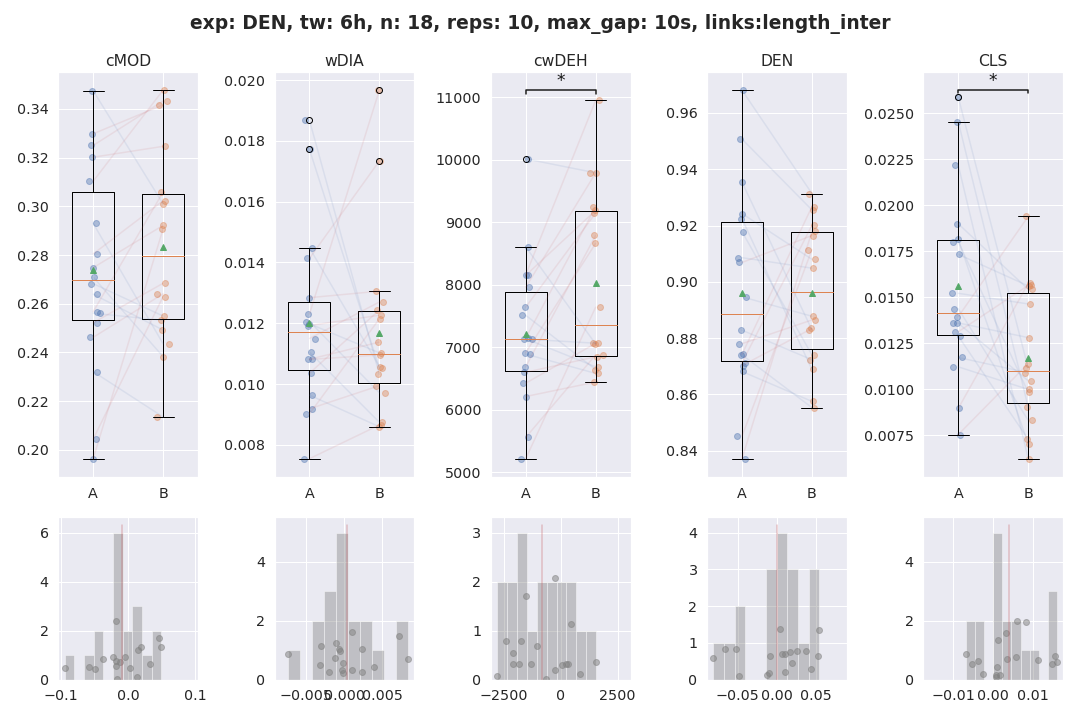 exp: DEN, tw: 6h, n: 18, reps: 10, max_gap: 10s, links:length_inter
cMOD wDIA cwDEH DEN CLS
* *
0.34 0.32 0.30 0.28 0.26 0.24 0.22 0.20
A B
0.020 0.018 0.016 0.014 0.012 0.010 0.008
A B
11000 10000 9000 8000 7000 6000 5000
A B
0.96 0.94 0.92 0.90 0.88 0.86 0.84
A B
0.0250 0.0225 0.0200 0.0175 0.0150 0.0125 0.0100 0.0075
A B
6 4 2 0
−0.1 0.0 0.1
4 2 0
−0.005 0.000 0.005
3 2 1 0
−2500 0 2500
4 3 2 1 0
−0.05 0.00 0.05
4 2 0
−0.01 0.00 0.01